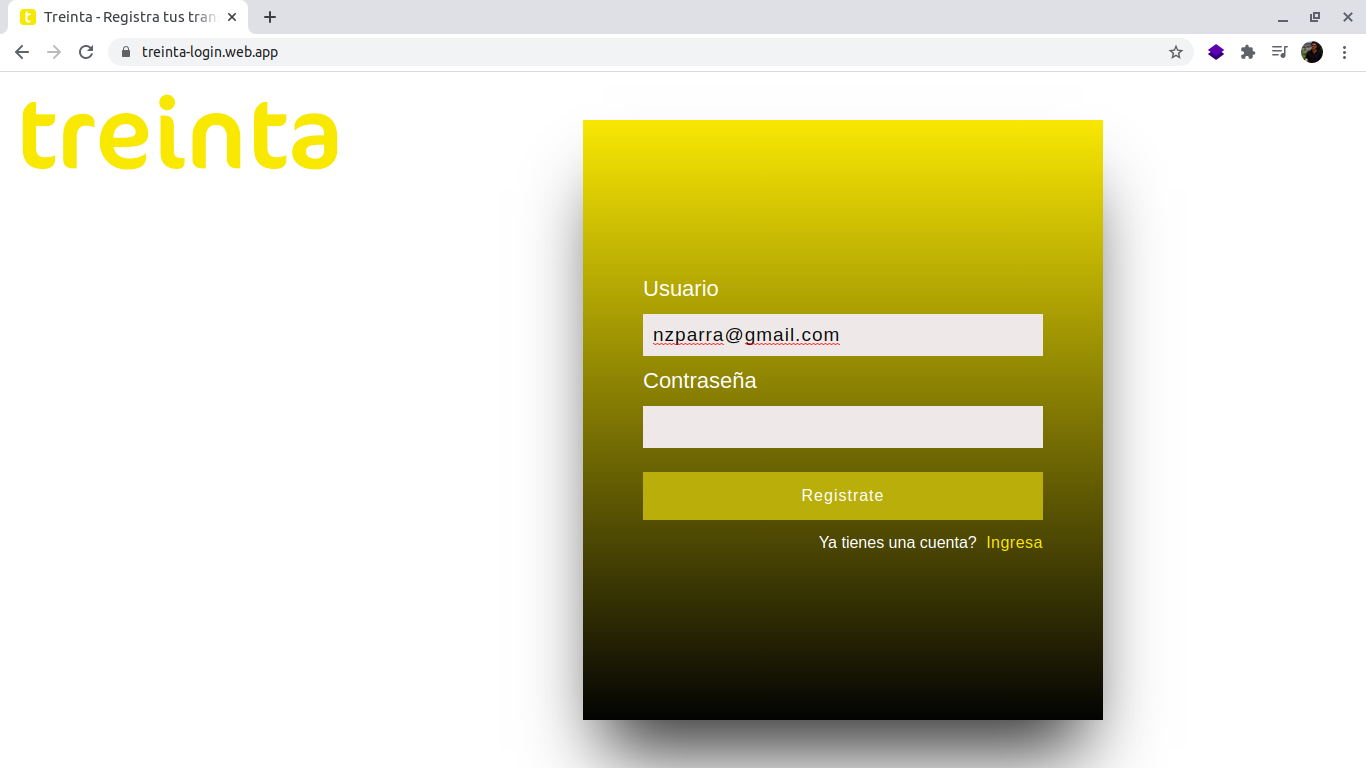 Treinta - Registra tus tran
treinta-login.web.app
treinta
Usuario
nzparra@gmail.com
Contraseña
Registrate
Ya tienes una cuenta? Ingresa